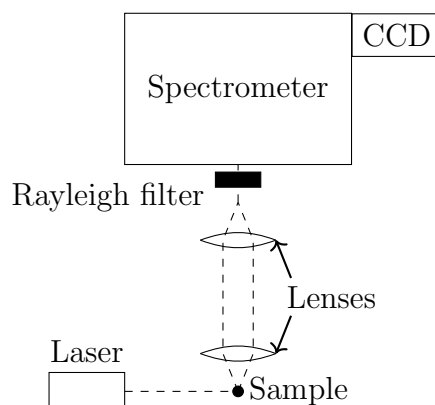 CCD
Spectrometer
Rayleigh filter
Lenses
Laser
Sample